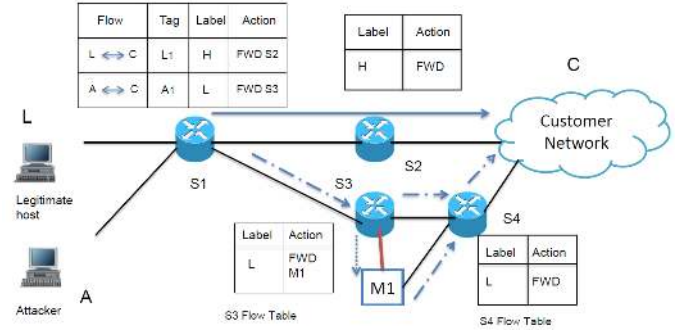 Flow Tag Label Action
L C L1 H FWD S2
A C A1 L FWD S3
Label Action
H FWD
C
L
Customer
Network
S1
S2
S3
S4
Legitimate
host
Label Action
L FWD
M1
M1
Label Action
L FWD
Attacker
A
S3 Flow Table
S4 Flow Table